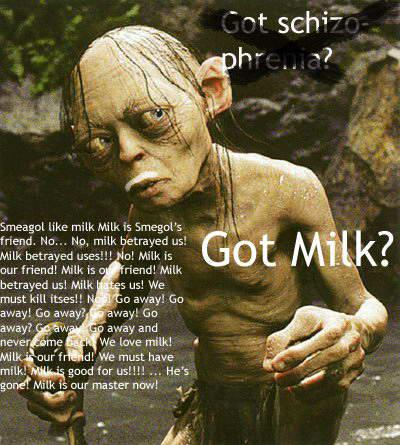 Got schizo-
phrenia?
Smeagol like milk Milk is Smegol's
friend. No... No, milk betrayed us!
Milk betrayed uses!!! No! Milk is
our friend! Milk is our friend! Milk
betrayed us! Milk hates us! We
must kill itses!! Noo! Go away! Go
away! Go away? Go away! Go
away? Go away! Go away and
never come back! We love milk!
Milk is our friend! We must have
milk! Milk is good for us!!!! ... He's
gone! Milk is our master now!
Got Milk?